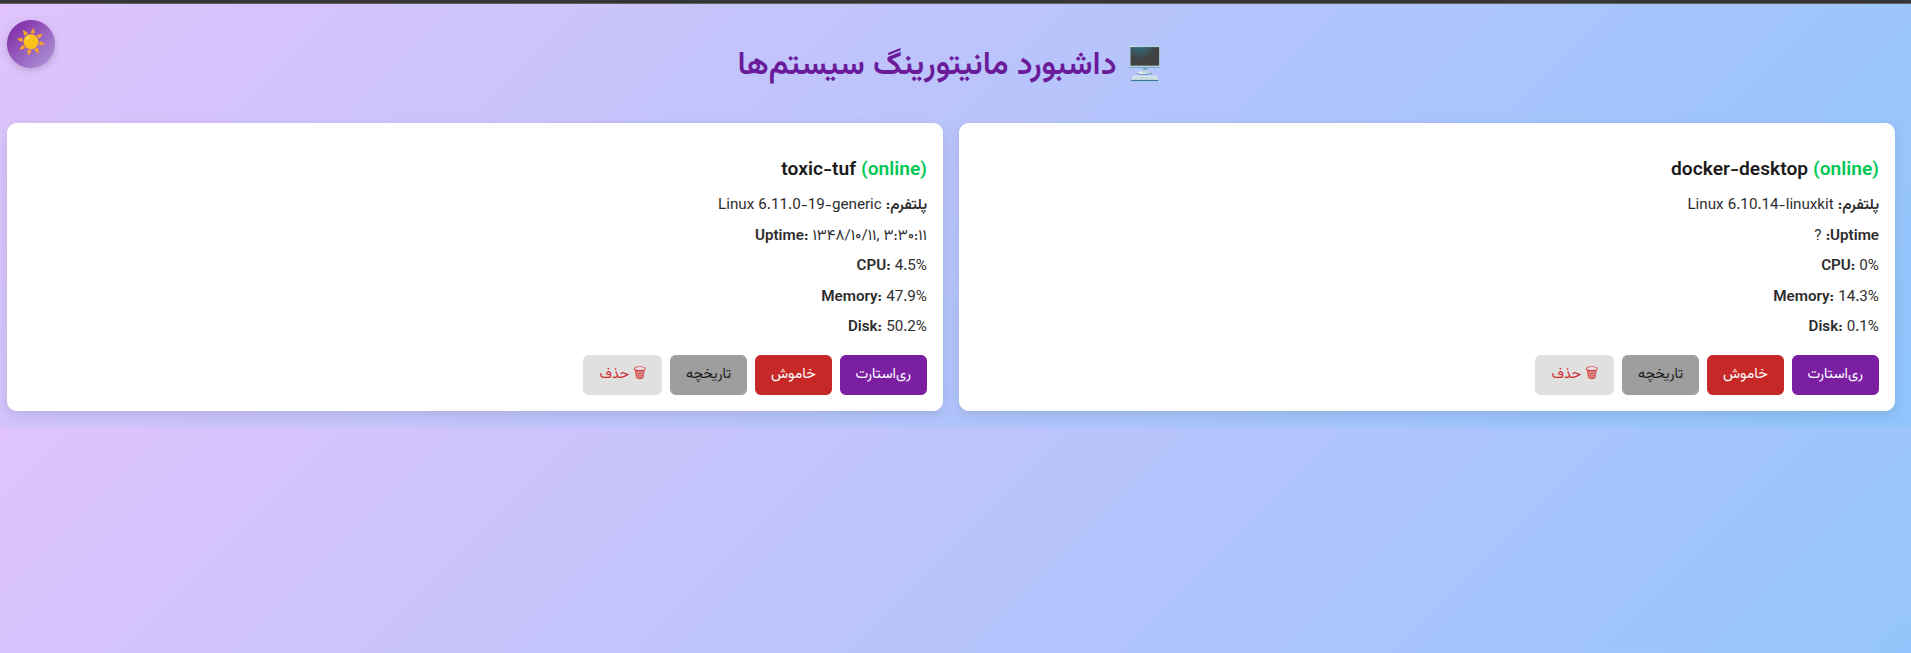 داشبورد مانیتورینگ سیستم‌ها
docker-desktop (online)
پلتفرم: Linux 6.10.14-linuxkit
Uptime: ?
CPU: 0%
Memory: 14.3%
Disk: 0.1%
ری‌استارت
خاموش
تاریخچه
حذف
toxic-tuf (online)
پلتفرم: Linux 6.11.0-19-generic
Uptime: ۱۳۴۸/۱۰/۱۱, ۳:۳۰:۱۱
CPU: 4.5%
Memory: 47.9%
Disk: 50.2%
ری‌استارت
خاموش
تاریخچه
حذف